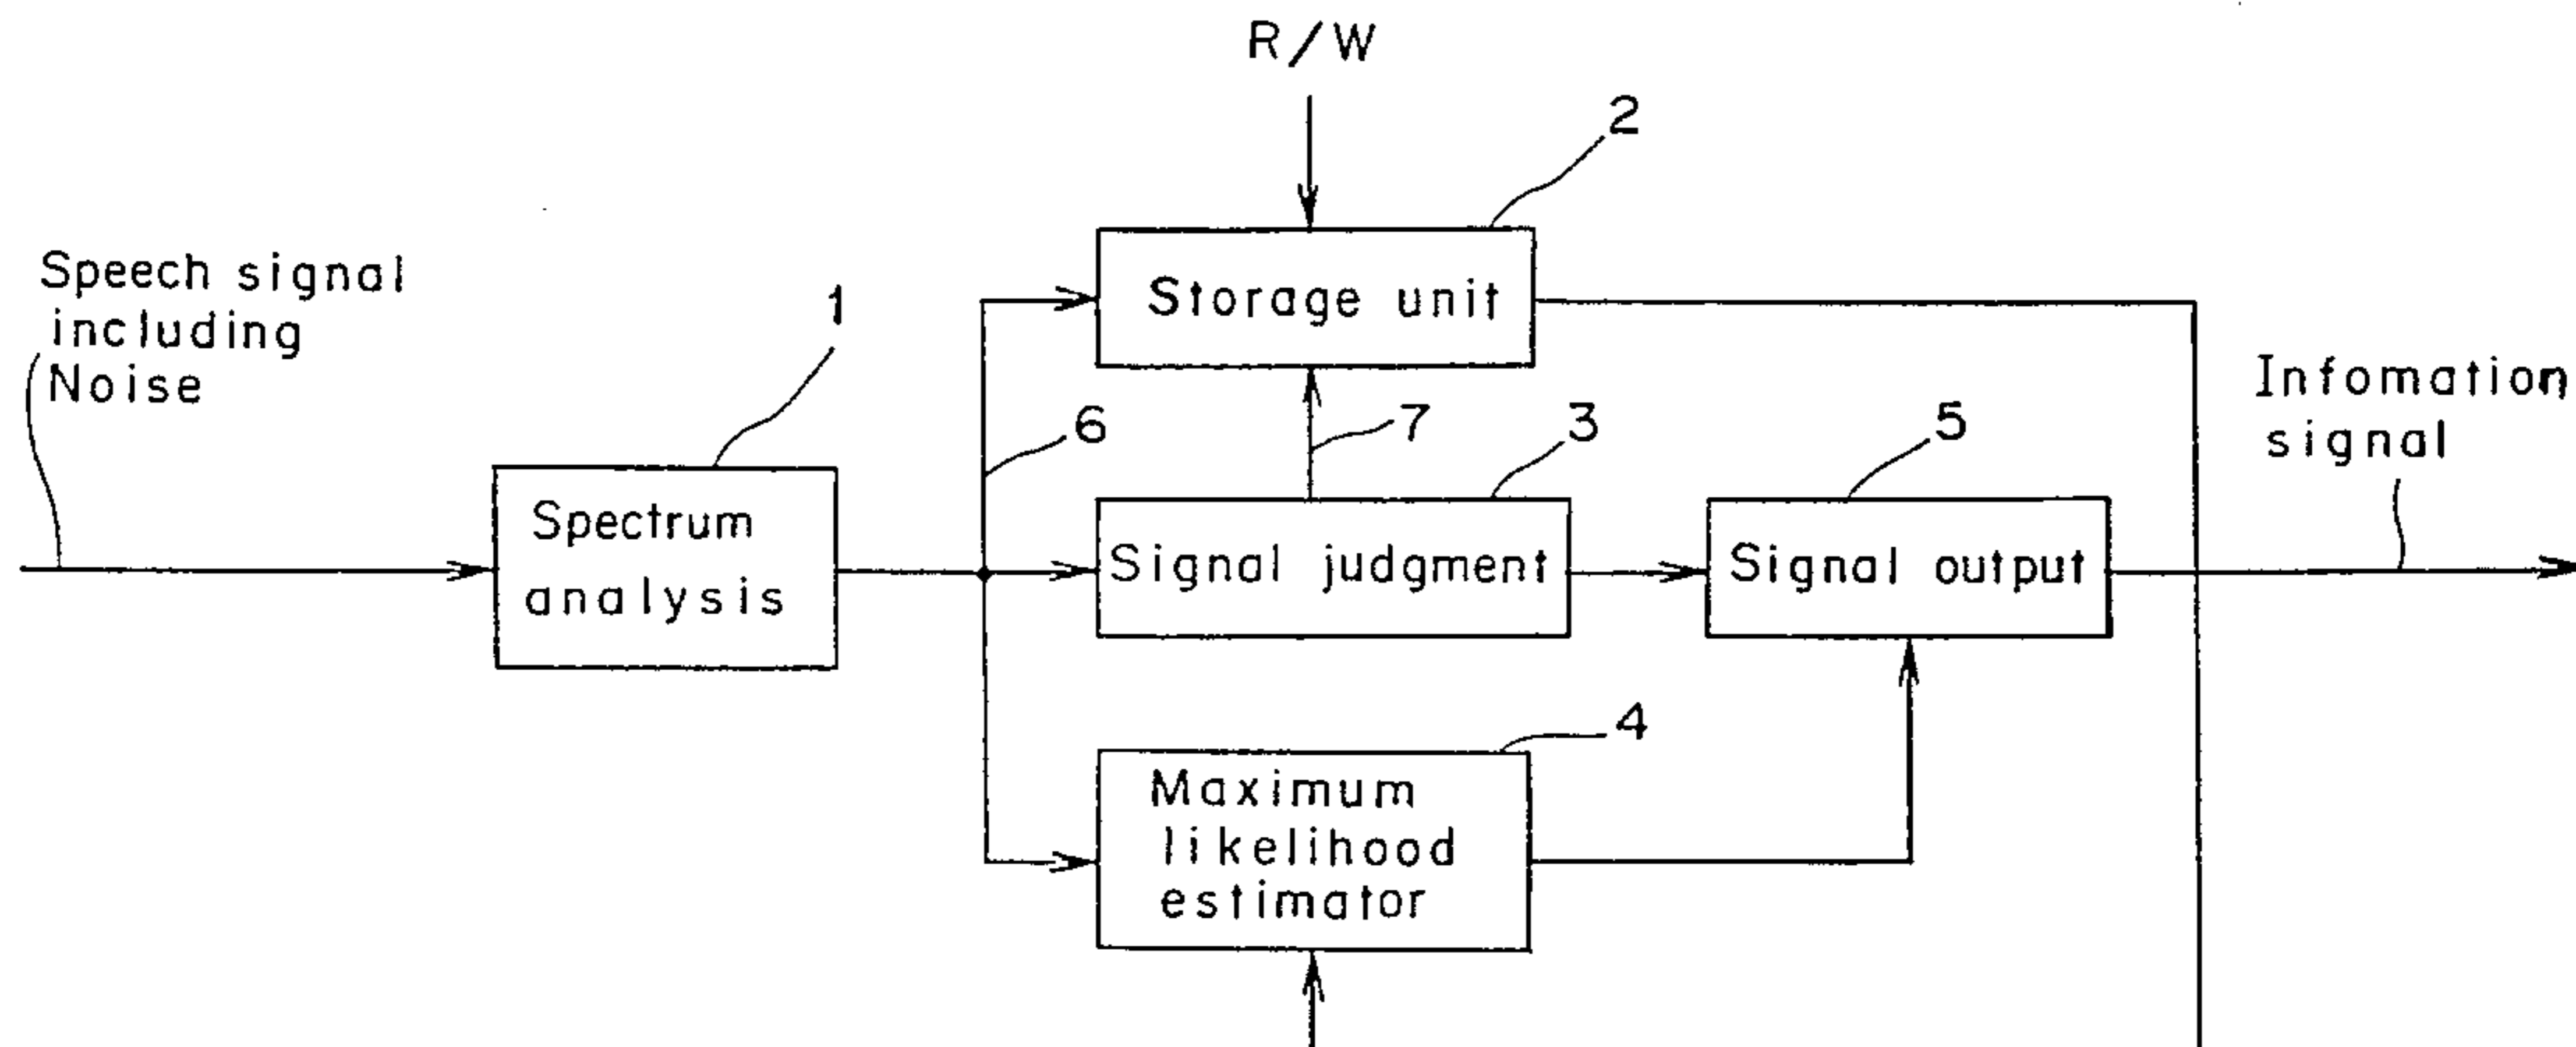 R/W
2
Speech signal
including
Noise
1
Storage unit
Infomation
signal
6
7
3
5
Spectrum
analysis
Signal judgment
Signal output
4
Maximum
likelihood
estimator